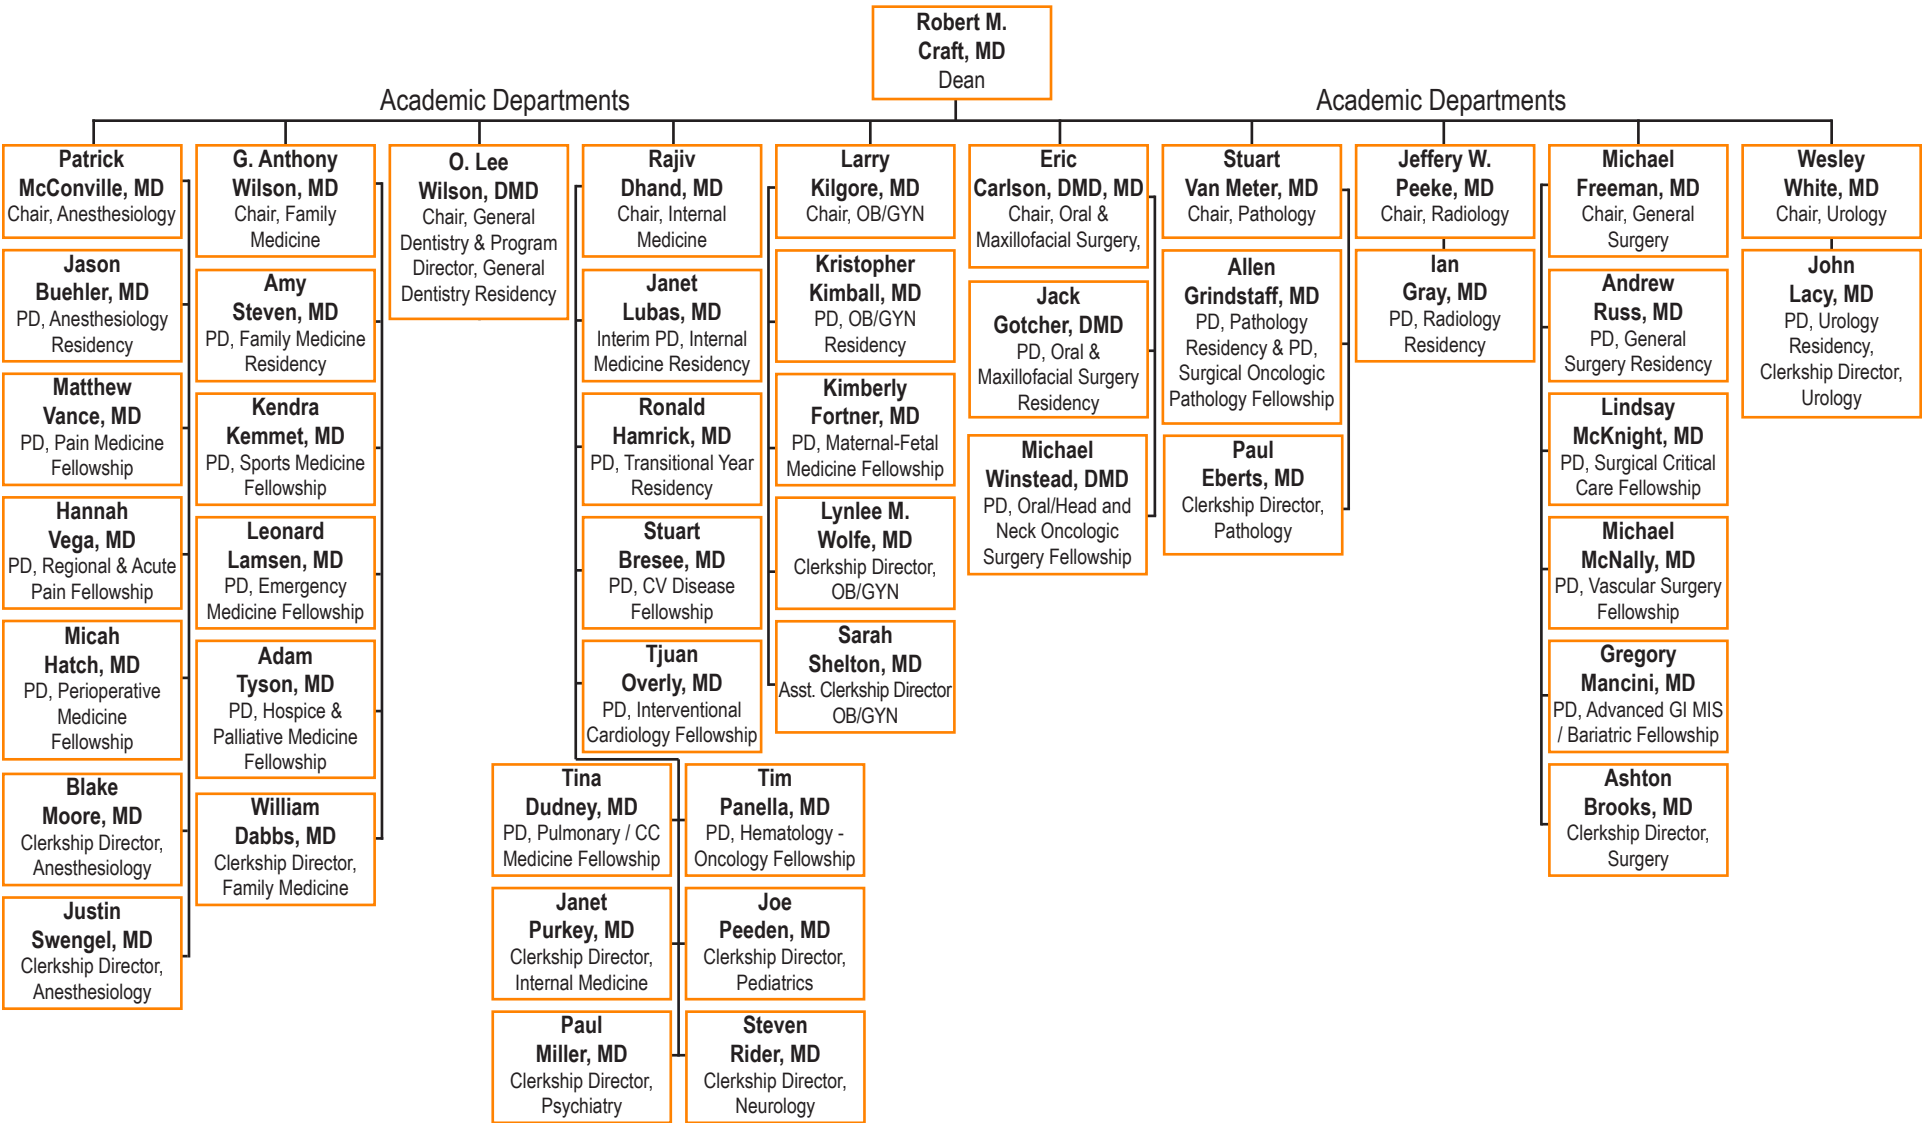 Robert M.
Craft, MD
Dean
Academic Departments
Academic Departments
Patrick
McConville, MD
Chair, Anesthesiology
Jason
Buehler, MD
PD, Anesthesiology
Residency
Matthew
Vance, MD
PD, Pain Medicine
Fellowship
Hannah
Vega, MD
PD, Regional & Acute
Pain Fellowship
Micah
Hatch, MD
PD, Perioperative
Medicine
Fellowship
Blake
Moore, MD
Clerkship Director,
Anesthesiology
Justin
Swengel, MD
Clerkship Director,
Anesthesiology
G. Anthony
Wilson, MD
Chair, Family
Medicine
Amy
Steven, MD
PD, Family Medicine
Residency
Kendra
Kemmet, MD
PD, Sports Medicine
Fellowship
Leonard
Lamsen, MD
PD, Emergency
Medicine Fellowship
Adam
Tyson, MD
PD, Hospice &
Palliative Medicine
Fellowship
William
Dabbs, MD
Clerkship Director,
Family Medicine
O. Lee
Wilson, DMD
Chair, General
Dentistry & Program
Director, General
Dentistry Residency
Rajiv
Dhand, MD
Chair, Internal
Medicine
Janet
Lubas, MD
Interim PD, Internal
Medicine Residency
Ronald
Hamrick, MD
PD, Transitional Year
Residency
Stuart
Bresee, MD
PD, CV Disease
Fellowship
Tjuan
Overly, MD
PD, Interventional
Cardiology Fellowship
Tina
Dudney, MD
PD, Pulmonary / CC
Medicine Fellowship
Tim
Panella, MD
PD, Hematology -
Oncology Fellowship
Janet
Purkey, MD
Clerkship Director,
Internal Medicine
Joe
Peeden, MD
Clerkship Director,
Pediatrics
Paul
Miller, MD
Clerkship Director,
Psychiatry
Steven
Rider, MD
Clerkship Director,
Neurology
Larry
Kilgore, MD
Chair, OB/GYN
Kristopher
Kimball, MD
PD, OB/GYN
Residency
Kimberly
Fortner, MD
PD, Maternal-Fetal
Medicine Fellowship
Lynlee M.
Wolfe, MD
Clerkship Director,
OB/GYN
Sarah
Shelton, MD
Asst. Clerkship Director
OB/GYN
Eric
Carlson, DMD, MD
Chair, Oral &
Maxillofacial Surgery,
Jack
Gotcher, DMD
PD, Oral &
Maxillofacial Surgery
Residency
Michael
Winstead, DMD
PD, Oral/Head and
Neck Oncologic
Surgery Fellowship
Stuart
Van Meter, MD
Chair, Pathology
Allen
Grindstaff, MD
PD, Pathology
Residency & PD,
Surgical Oncologic
Pathology Fellowship
Paul
Eberts, MD
Clerkship Director,
Pathology
Jeffery W.
Peeke, MD
Chair, Radiology
Ian
Gray, MD
PD, Radiology
Residency
Michael
Freeman, MD
Chair, General
Surgery
Andrew
Russ, MD
PD, General
Surgery Residency
Lindsay
McKnight, MD
PD, Surgical Critical
Care Fellowship
Michael
McNally, MD
PD, Vascular Surgery
Fellowship
Gregory
Mancini, MD
PD, Advanced GI MIS
/ Bariatric Fellowship
Ashton
Brooks, MD
Clerkship Director,
Surgery
Wesley
White, MD
Chair, Urology
John
Lacy, MD
PD, Urology
Residency,
Clerkship Director,
Urology